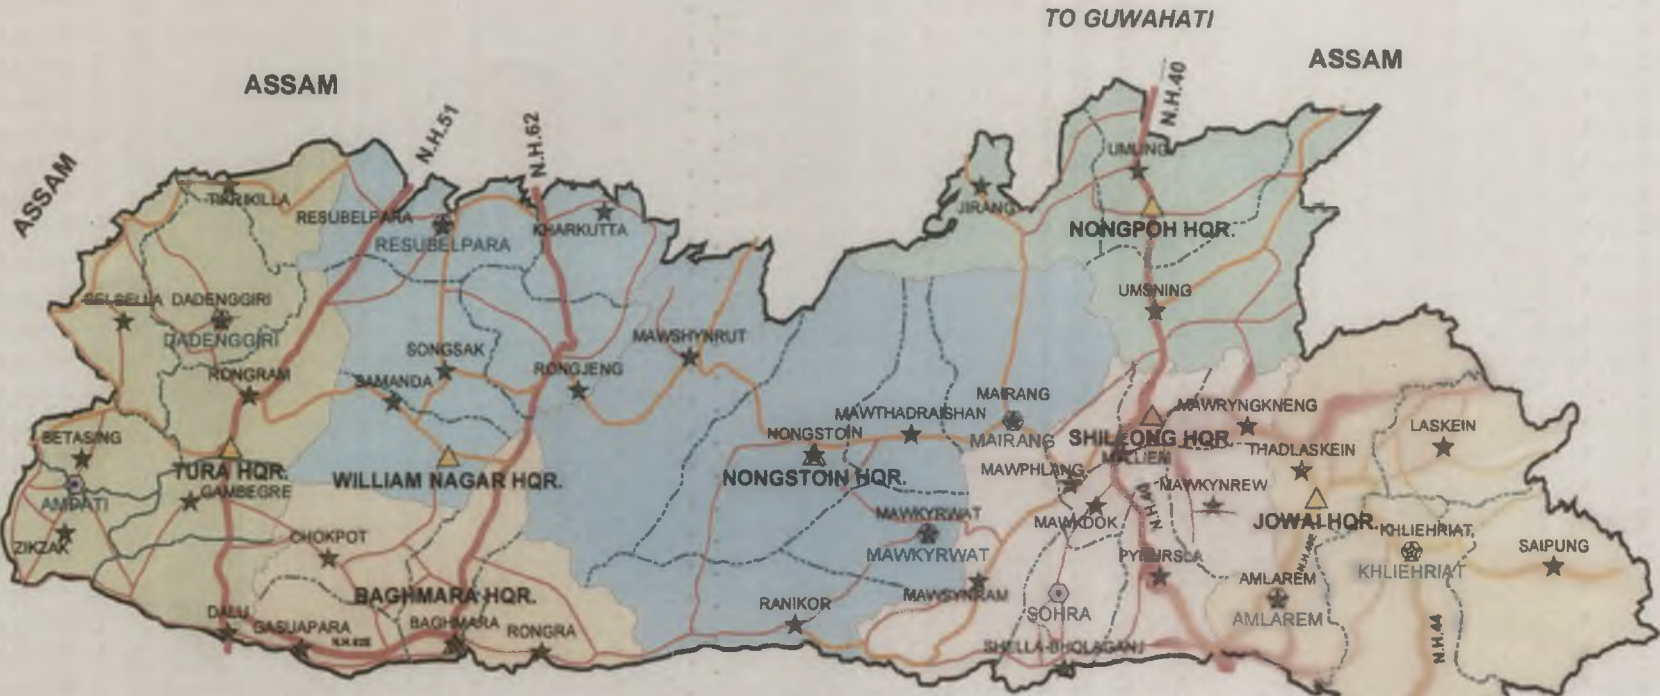 TO GUWAHATI
ASSAM
ASSAM
ASSAM
N.H.51
N.H.62
N.H.40
UMLING
TIKRIKILLA
RESUBELPARA
RESUBELPARA
KHARKUTTA
JIRANG
NONGPOH HQR.
SELSELLA
DADENGGIRI
DADENGGIRI
UMSNING
SONGSAK
MAWSHYNRUT
RONGRAM
SAMANDA
RONGJENG
MAIRANG
MAIRANG
MAWTHADRAISHAN
MAWRYNGKNENG
BETASING
NONGSTOIN
SHILLONG HQR.
MYLLIEM
LASKEIN
THADLASKEIN
TURA HQR.
WILLIAM NAGAR HQR.
NONGSTOIN HQR.
MAWPHLANG
AMPATI
GAMBEGRE
MAWKYNREW
MAWKYRWAT
MAWKYRWAT
MAWKDOK
JOWAI HQR.
KHLIEHRIAT
KHLIEHRIAT
ZIKZAK
CHOKPOT
SAIPUNG
PYNURSLA
AMLAREM
AMLAREM
BAGHMARA HQR.
BAGHMARA
MAWSYNRAM
RANIKOR
SOHRA
DALU
GASUAPARA
RONGRA
SHELLA-BHOLAGANJ
N.H.44